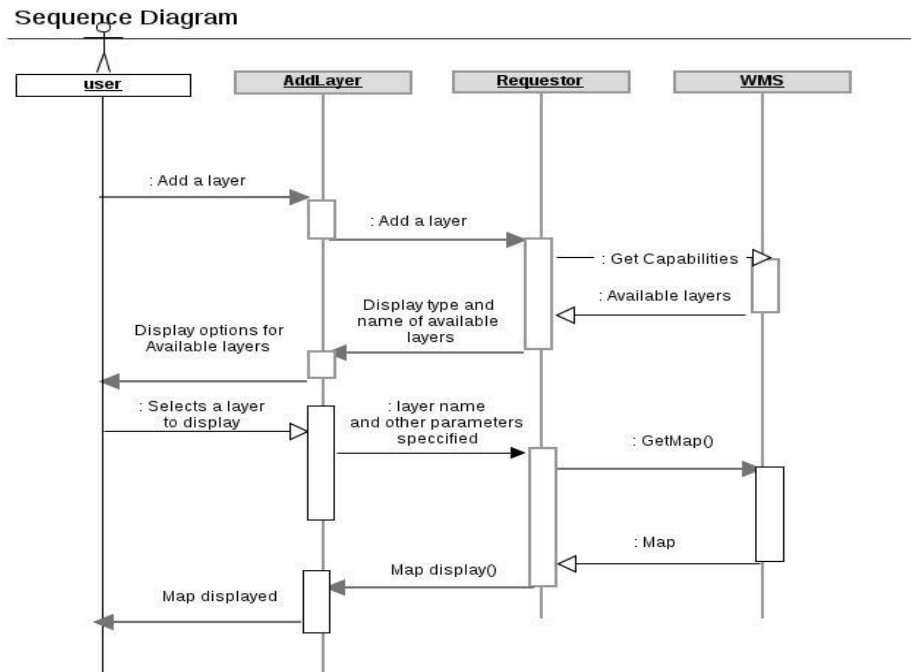 Sequence Diagram
user
AddLayer
Requestor
WMS
: Add a layer
: Add a layer
: Get Capabilities
: Available layers
Display type and
name of available
layers
Display options for
Available layers
: Selects a layer
to display
: layer name
and other parameters
speccified
: GetMap()
: Map
Map display()
Map displayed